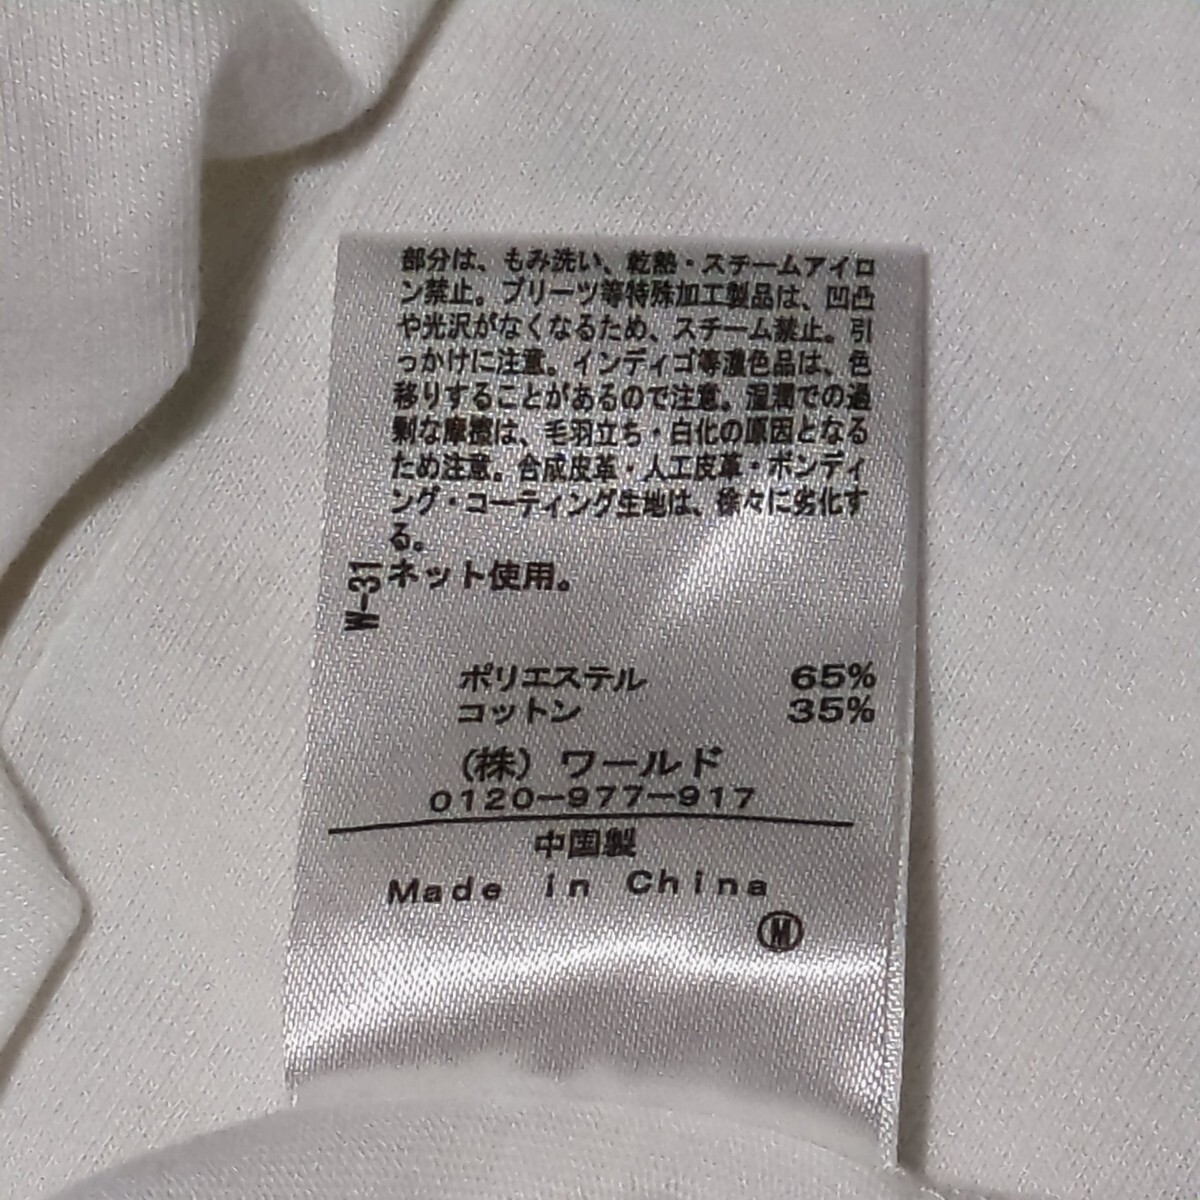 部分は、もみ洗い、乾熱・スチームアイロ
ン禁止。プリーツ等特殊加工製品は、凹凸
や光沢がなくなるため、スチーム禁止。引
っかけに注意。インディゴ等濃色品は、色
移りすることがあるので注意。湿潤での過
剰な摩擦は、毛羽立ち・白化の原因となる
ため注意。合成皮革・人工皮革・ボンディ
ング・コーティング生地は、徐々に劣化す
る。
ネット使用。
W-31
ポリエステル 65%
コットン 35%
(株) ワールド
0120-977-917
中国製
Made in China
M